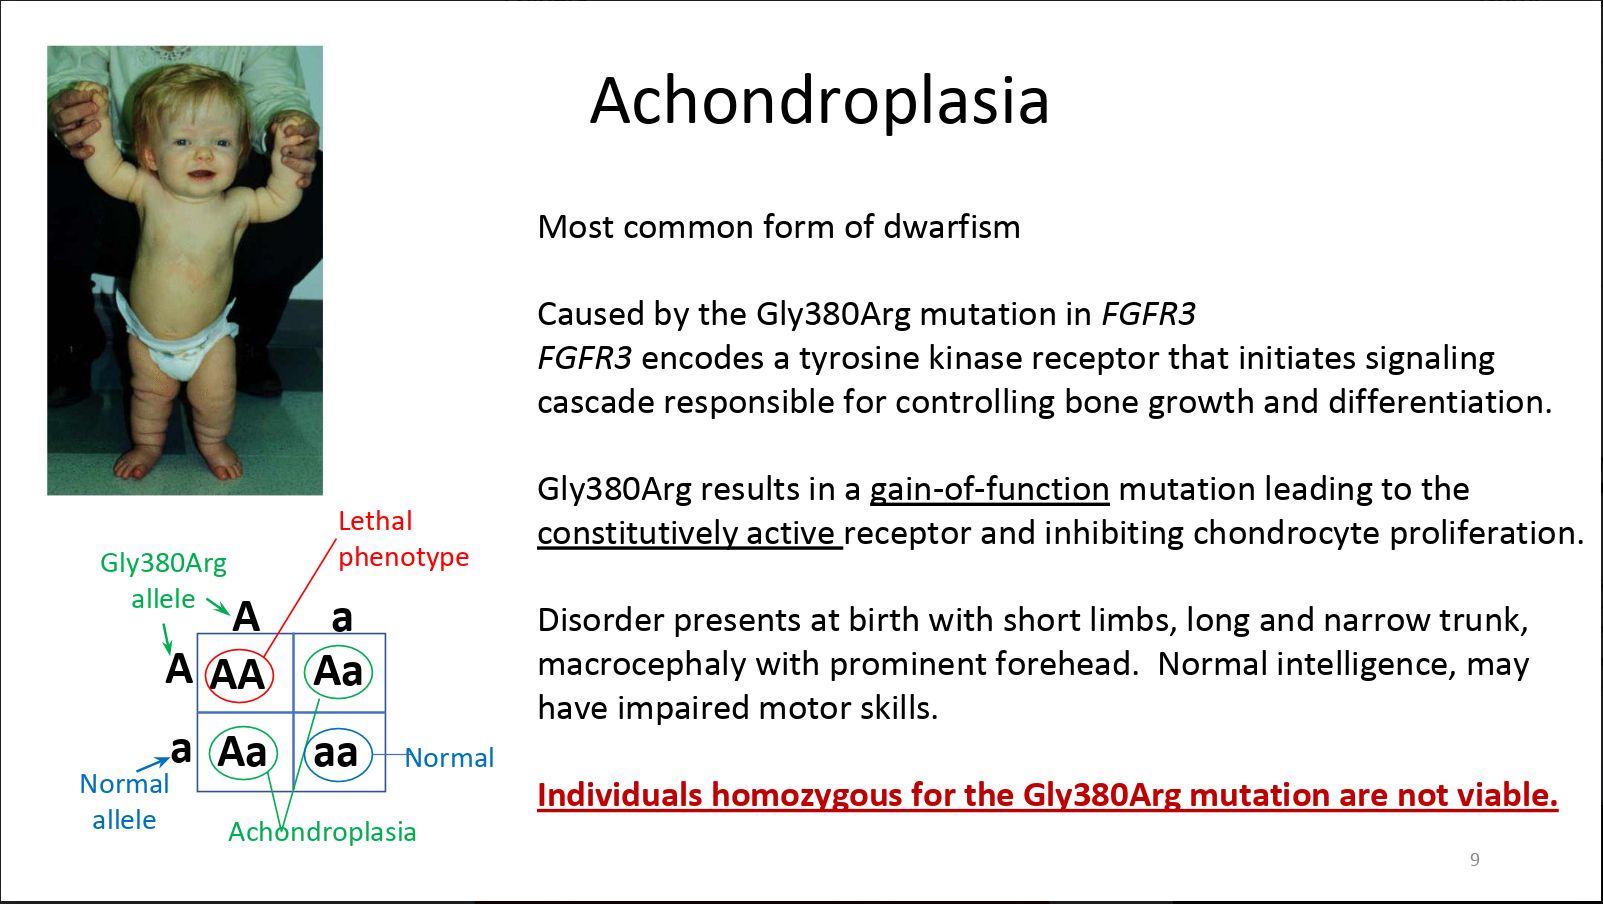 Achondroplasia
Most common form of dwarfism
Caused by the Gly380Arg mutation in FGFR3
FGFR3 encodes a tyrosine kinase receptor that initiates signaling
cascade responsible for controlling bone growth and differentiation.
Gly380Arg results in a gain-of-function mutation leading to the
constitutively active receptor and inhibiting chondrocyte proliferation.
Disorder presents at birth with short limbs, long and narrow trunk,
macrocephaly with prominent forehead.  Normal intelligence, may
have impaired motor skills.
Individuals homozygous for the Gly380Arg mutation are not viable.
Lethal
phenotype
Gly380Arg
allele
A a
A AA Aa
a Aa aa
Normal
Normal
allele
Achondroplasia
9